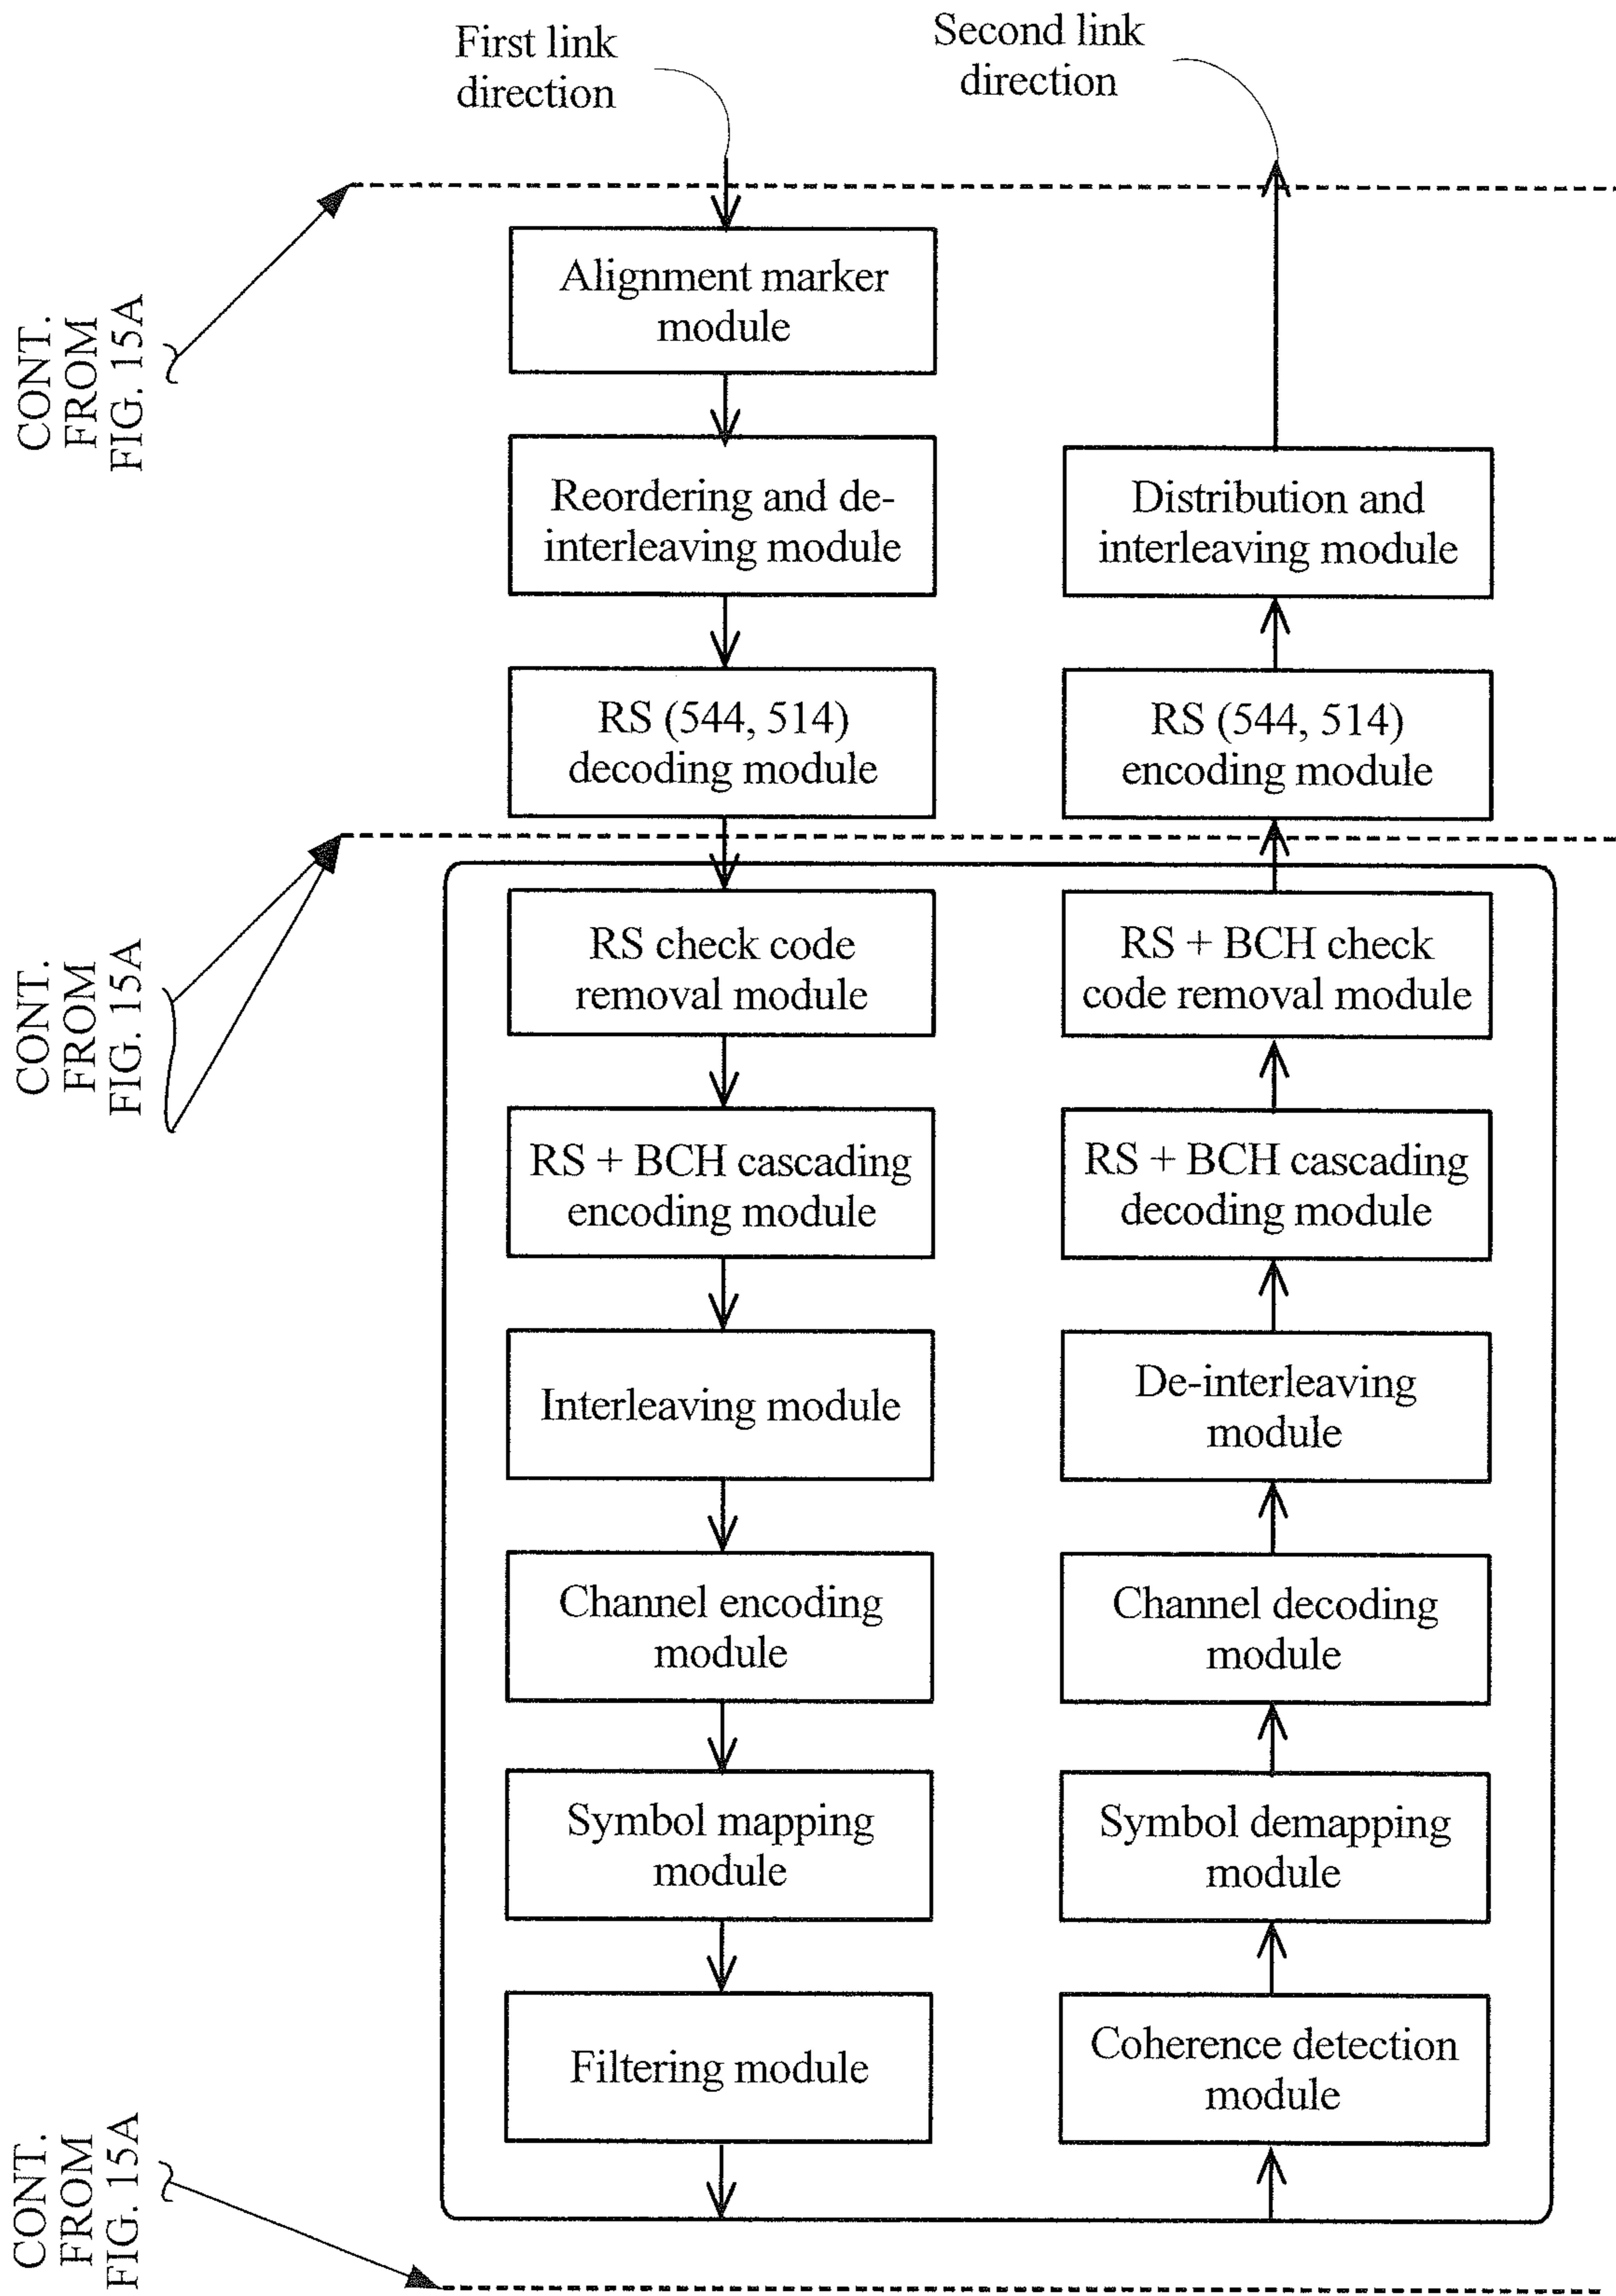 First link
direction
Second link
direction
CONT.
FROM
FIG. 15A
Alignment marker
module
Reordering and de-
interleaving module
Distribution and
interleaving module
RS (544, 514)
decoding module
RS (544, 514)
encoding module
CONT.
FROM
FIG. 15A
RS check code
removal module
RS + BCH check
code removal module
RS + BCH cascading
encoding module
RS + BCH cascading
decoding module
Interleaving module
De-interleaving
module
Channel encoding
module
Channel decoding
module
Symbol mapping
module
Symbol demapping
module
Filtering module
Coherence detection
module
CONT.
FROM
FIG. 15A